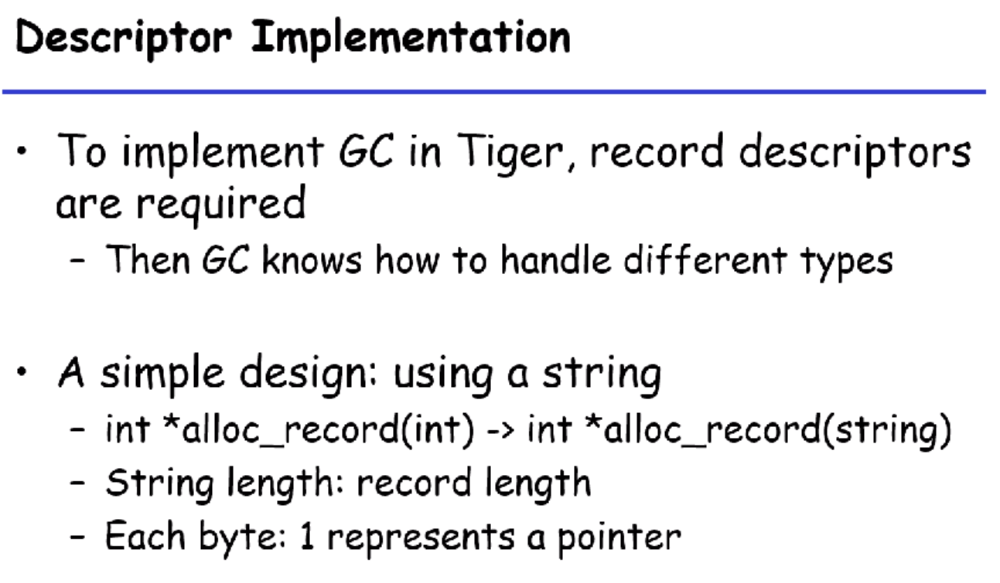 Descriptor Implementation
• To implement GC in Tiger, record descriptors
are required
– Then GC knows how to handle different types
• A simple design: using a string
– int *alloc_record(int) -> int *alloc_record(string)
– String length: record length
– Each byte: 1 represents a pointer